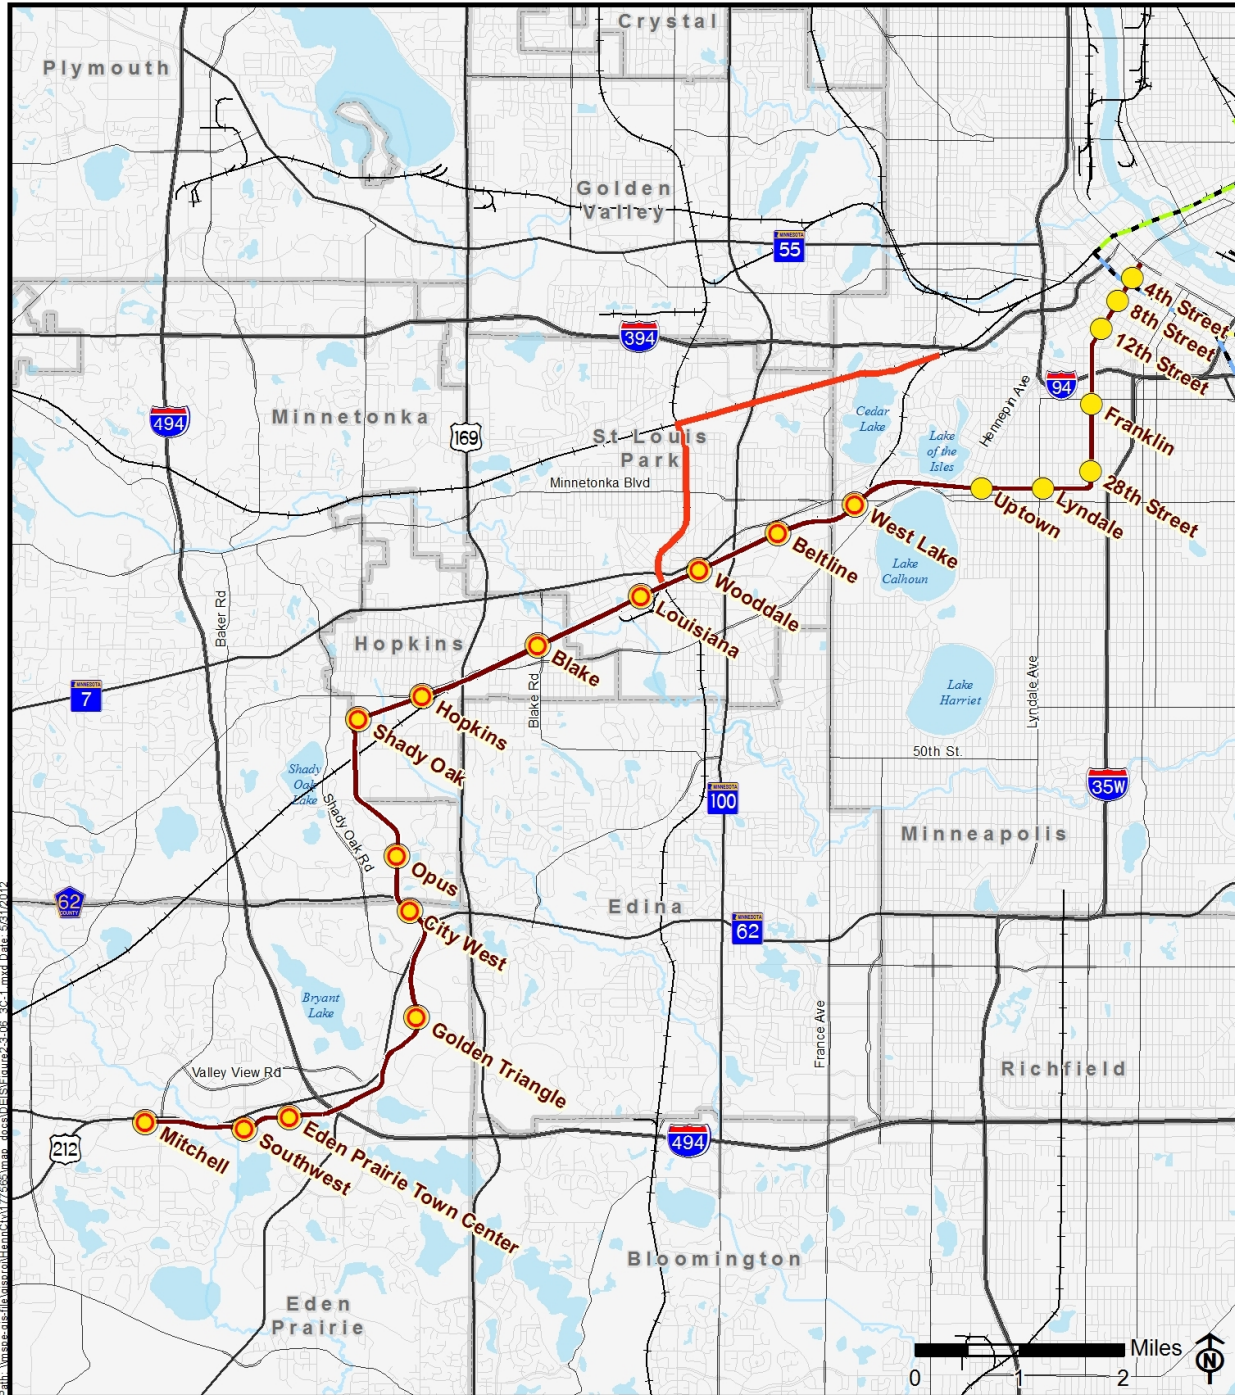 Crystal
Plymouth
Golden
Valley
MINNESOTA
55
4th Street
8th Street
12th Street
394
94
Hennepin Ave
Minnetonka
494
169
St Louis
Park
Cedar
Lake
Lake
of the
Isles
Franklin
Minnetonka Blvd
28th Street
Uptown
Lyndale
West Lake
Beltline
Lake
Calhoun
Wooddale
Louisiana
Baker Rd
Hopkins
Blake
Blake Rd
MINNESOTA
7
Hopkins
Lake
Harriet
Lyndale Ave
Shady Oak
50th St.
Shady
Oak
Lake
Shady Oak Rd
MINNESOTA
100
35W
Minneapolis
Opus
62
COUNTY
Edina
MINNESOTA
62
City West
Bryant
Lake
Golden Triangle
France Ave
Valley View Rd
Richfield
Mitchell
Southwest
Eden Prairie Town Center
212
494
Bloomington
Eden
Prairie
Miles
0 1 2
N